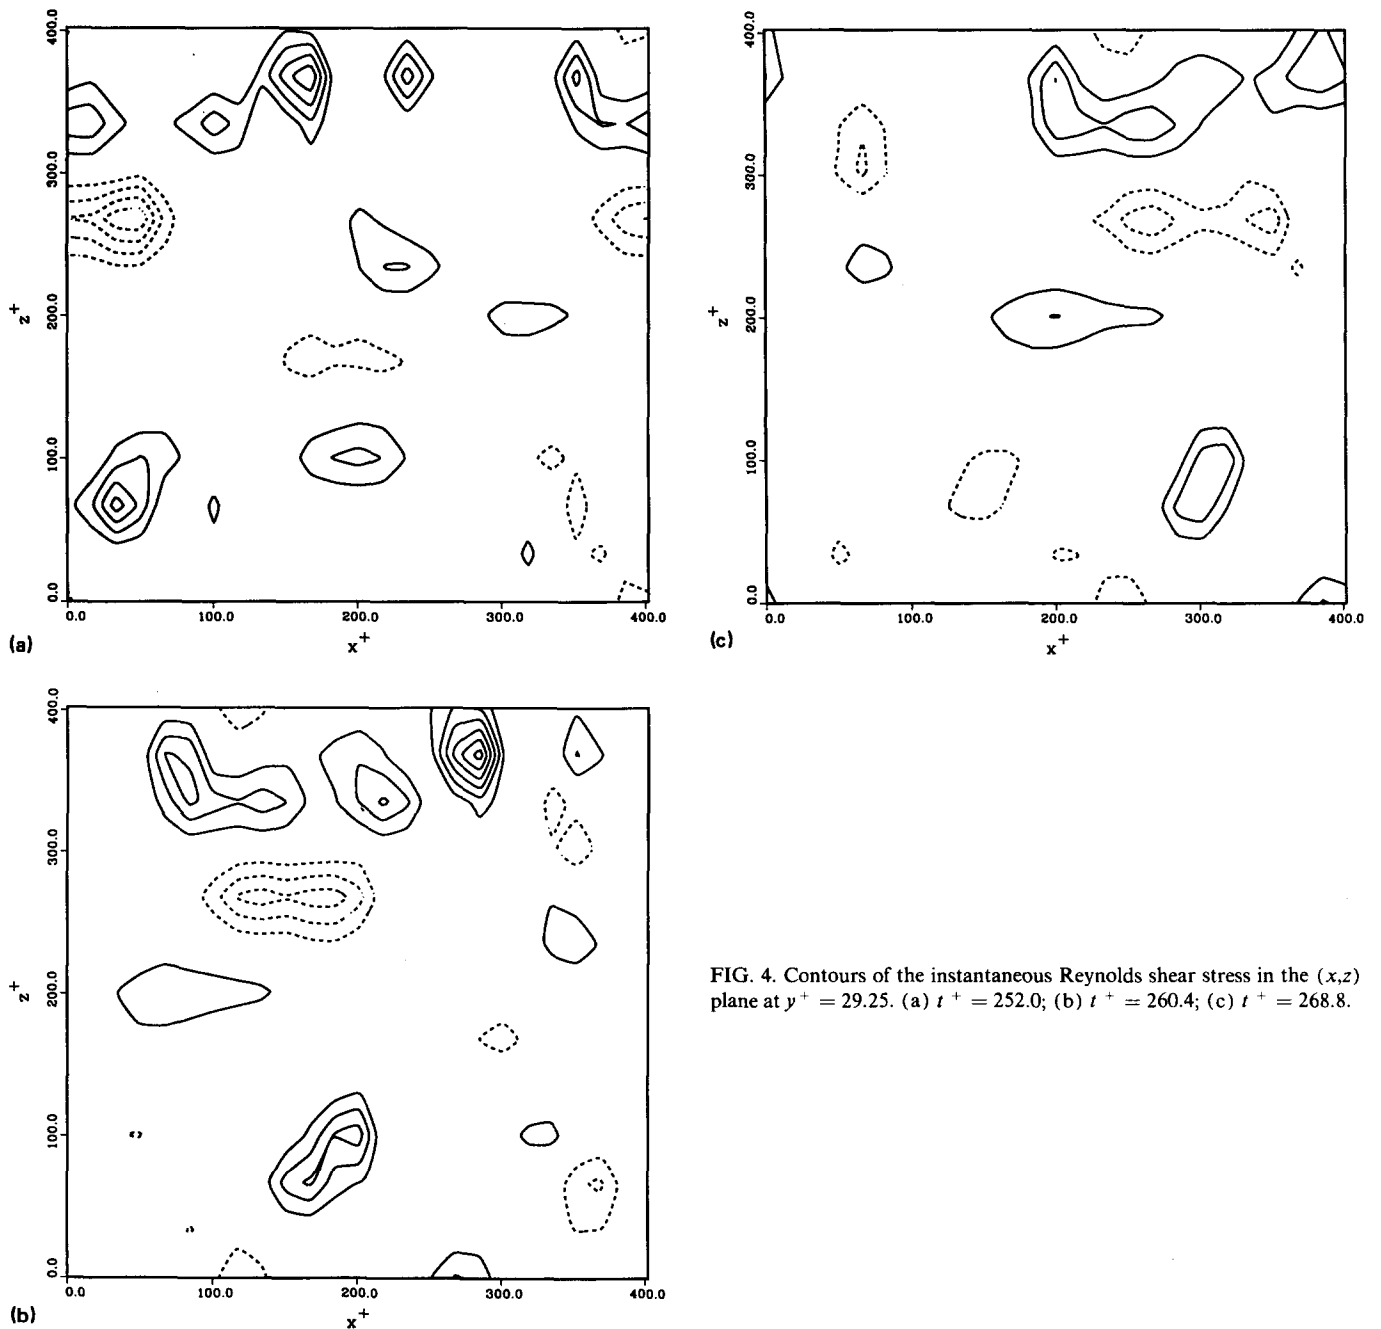 400.0
300.0
200.0
100.0
0.0
z+
0.0 100.0 200.0 300.0 400.0
x+
(a)
400.0
300.0
200.0
100.0
0.0
z+
0.0 100.0 200.0 300.0 400.0
x+
(c)
400.0
300.0
200.0
100.0
0.0
z+
0.0 100.0 200.0 300.0 400.0
x+
(b)
FIG. 4. Contours of the instantaneous Reynolds shear stress in the (x,z)
plane at y+ = 29.25. (a) t+ = 252.0; (b) t+ = 260.4; (c) t+ = 268.8.